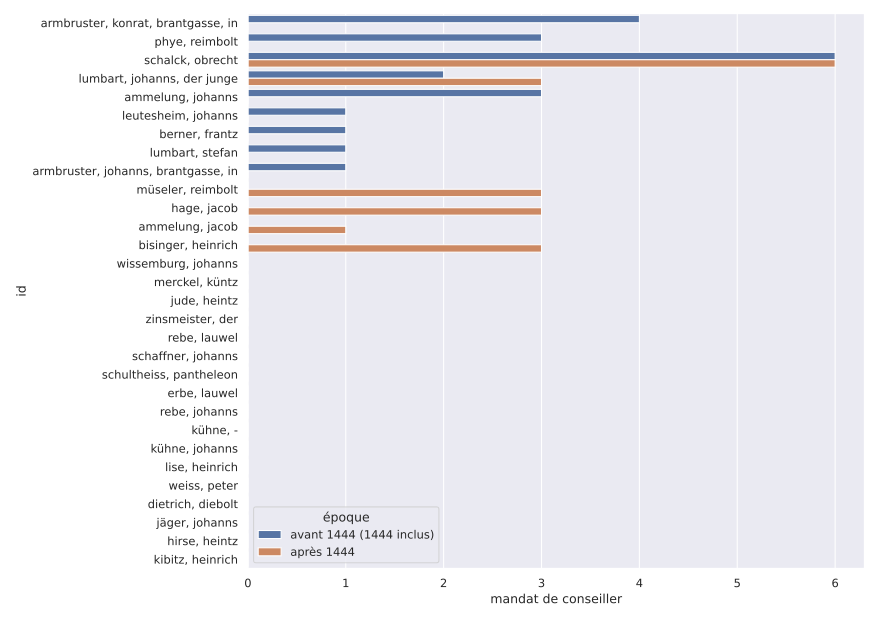 armbruster, konrat, brantgasse, in
phye, reimbolt
schalck, obrecht
lumbart, johanns, der junge
ammelung, johanns
leutesheim, johanns
berner, frantz
lumbart, stefan
armbruster, johanns, brantgasse, in
müseler, reimbolt
hage, jacob
ammelung, jacob
bisinger, heinrich
wissemburg, johanns
merckel, küntz
jude, heintz
zinsmeister, der
rebe, lauwel
schaffner, johanns
schultheiss, pantheleon
erbe, lauwel
rebe, johanns
kühne, -
kühne, johanns
lise, heinrich
weiss, peter
dietrich, diebolt
jäger, johanns
hirse, heintz
kibitz, heinrich
id
époque
avant 1444 (1444 inclus)
après 1444
0 1 2 3 4 5 6
mandat de conseiller